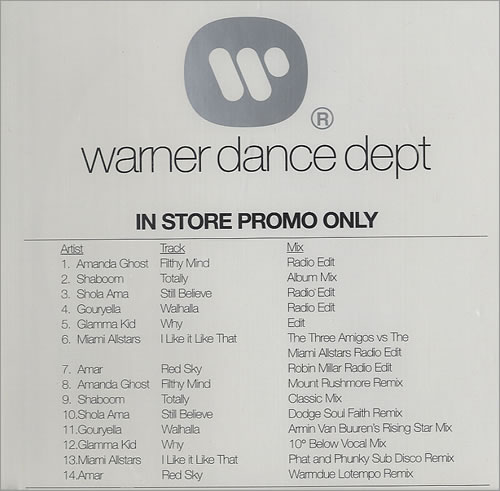 ®
warner dance dept
IN STORE PROMO ONLY
Artist Track Mix
1. Amanda Ghost Filthy Mind Radio Edit
2. Shaboom Totally Album Mix
3. Shola Ama Still Believe Radio Edit
4. Gouryella Walhalla Radio Edit
5. Glamma Kid Why Edit
6. Miami Allstars I Like it Like That The Three Amigos vs The
Miami Allstars Radio Edit
7. Amar Red Sky Robin Millar Radio Edit
8. Amanda Ghost Filthy Mind Mount Rushmore Remix
9. Shaboom Totally Classic Mix
10.Shola Ama Still Believe Dodge Soul Faith Remix
11.Gouryella Walhalla Armin Van Buuren's Rising Star Mix
12.Glamma Kid Why 10º Below Vocal Mix
13.Miami Allstars I Like it Like That Phat and Phunky Sub Disco Remix
14.Amar Red Sky Warmdue Lotempo Remix